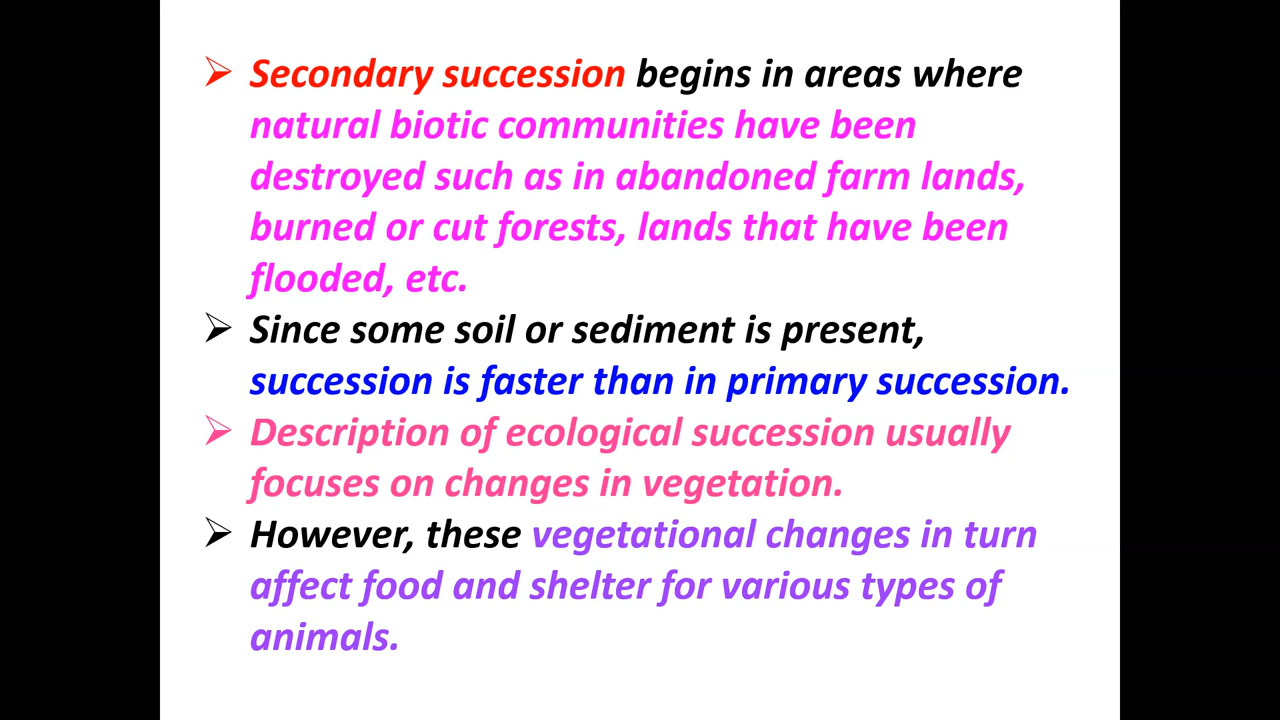 ➢ Secondary succession begins in areas where
natural biotic communities have been
destroyed such as in abandoned farm lands,
burned or cut forests, lands that have been
flooded, etc.
➢ Since some soil or sediment is present,
succession is faster than in primary succession.
➢ Description of ecological succession usually
focuses on changes in vegetation.
➢ However, these vegetational changes in turn
affect food and shelter for various types of
animals.